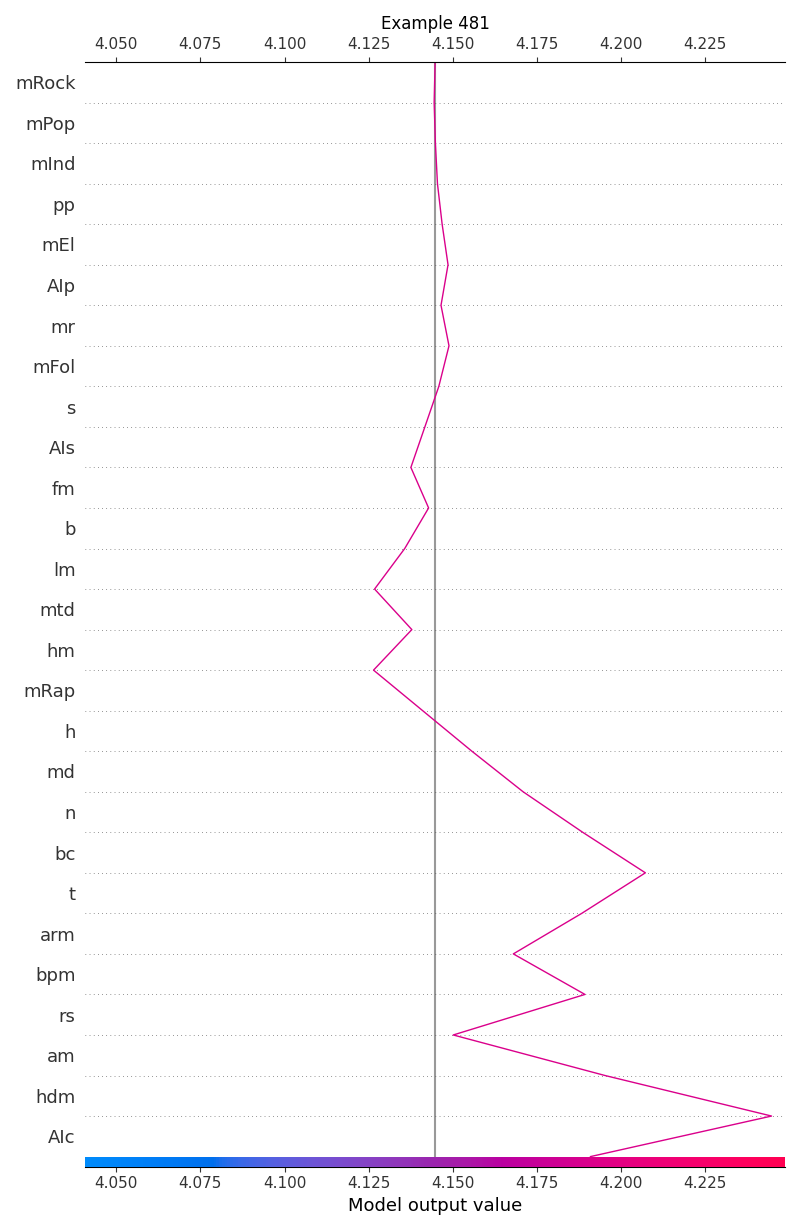 Example 481
4.050 4.075 4.100 4.125 4.150 4.175 4.200 4.225
mRock
mPop
mInd
pp
mEl
AIp
mr
mFol
s
AIs
fm
b
lm
mtd
hm
mRap
h
md
n
bc
t
arm
bpm
rs
am
hdm
AIc
4.050 4.075 4.100 4.125 4.150 4.175 4.200 4.225
Model output value